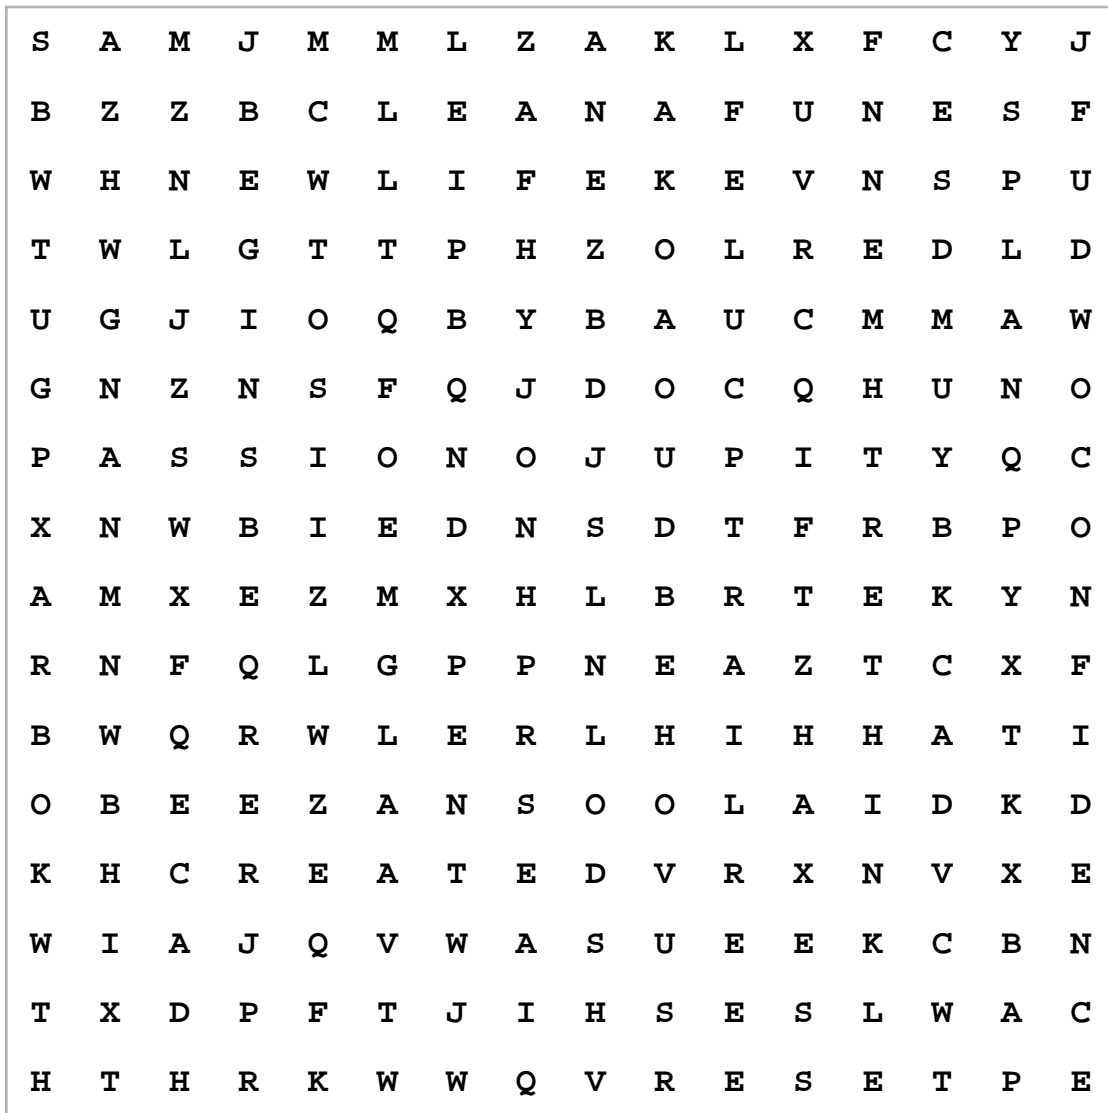 S A M J M M L Z A K L X F C Y J
B Z Z B C L E A N A F U N E S F
W H N E W L I F E K E V N S P U
T W L G T T P H Z O L R E D L D
U G J I O Q B Y B A U C M M A W
G N Z N S F Q J D O C Q H U N O
P A S S I O N O J U P I T Y Q C
X N W B I E D N S D T F R B P O
A M X E Z M X H L B R T E K Y N
R N F Q L G P P N E A Z T C X F
B W Q R W L E R L H I H H A T I
O B E E Z A N S O O L A I D K D
K H C R E A T E D V R X N V X E
W I A J Q V W A S U E E K C B N
T X D P F T J I H S E S L W A C
H T H R K W W Q V R E S E T P E